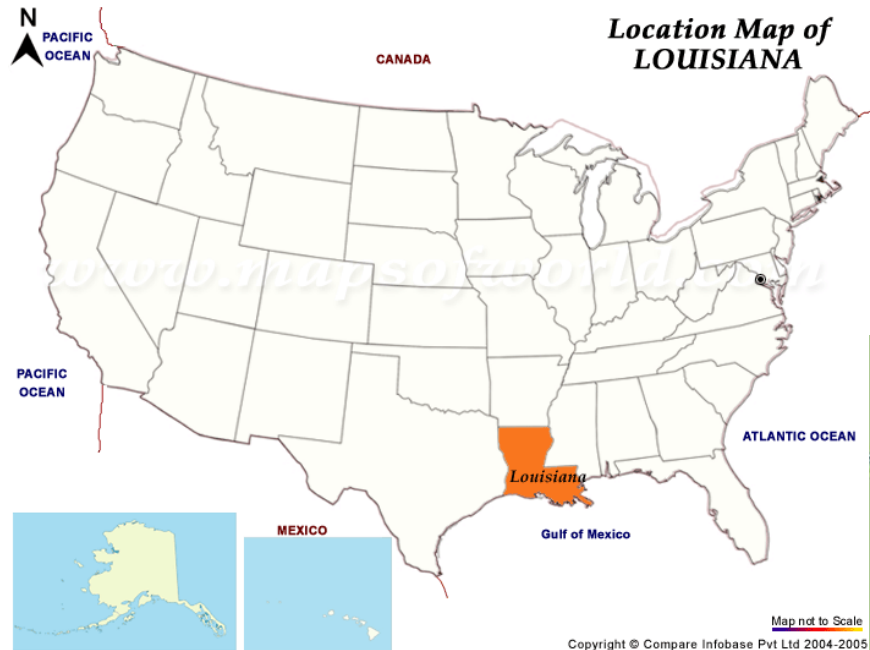 N
PACIFIC
OCEAN
CANADA
Location Map of
LOUISIANA
www.mapsofworld.com
PACIFIC
OCEAN
ATLANTIC OCEAN
Louisiana
MEXICO
Gulf of Mexico
Map not to Scale
Copyright © Compare Infobase Pvt Ltd 2004-2005